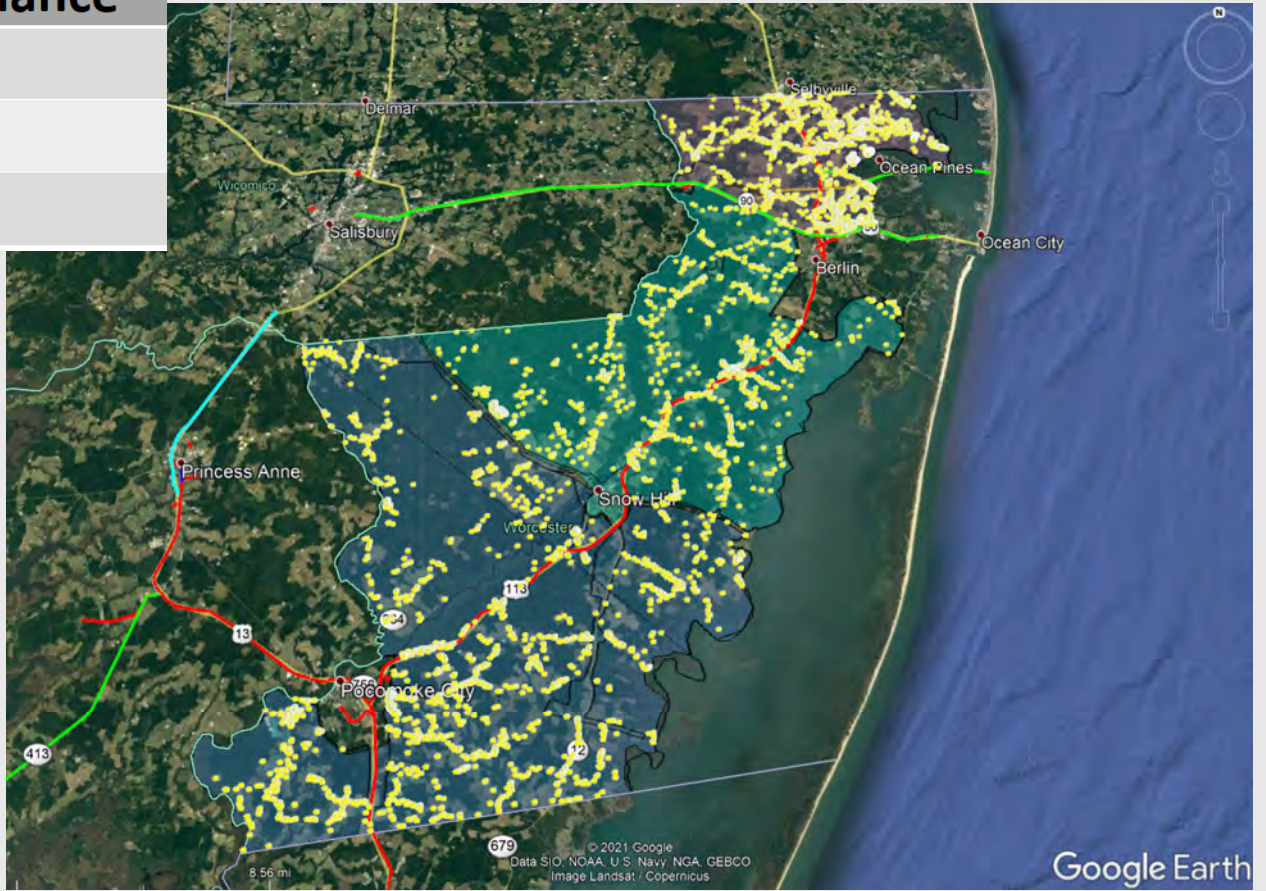 N
Selbyville
Delmar
Ocean Pines
Wicomico
90
Salisbury
Ocean City
Berlin
Princess Anne
Snow Hill
Worcester
113
13
Pocomoke City
413
12
679
© 2021 Google
Data SIO, NOAA, U.S. Navy, NGA, GEBCO
Image Landsat / Copernicus
8.56 mi
Google Earth